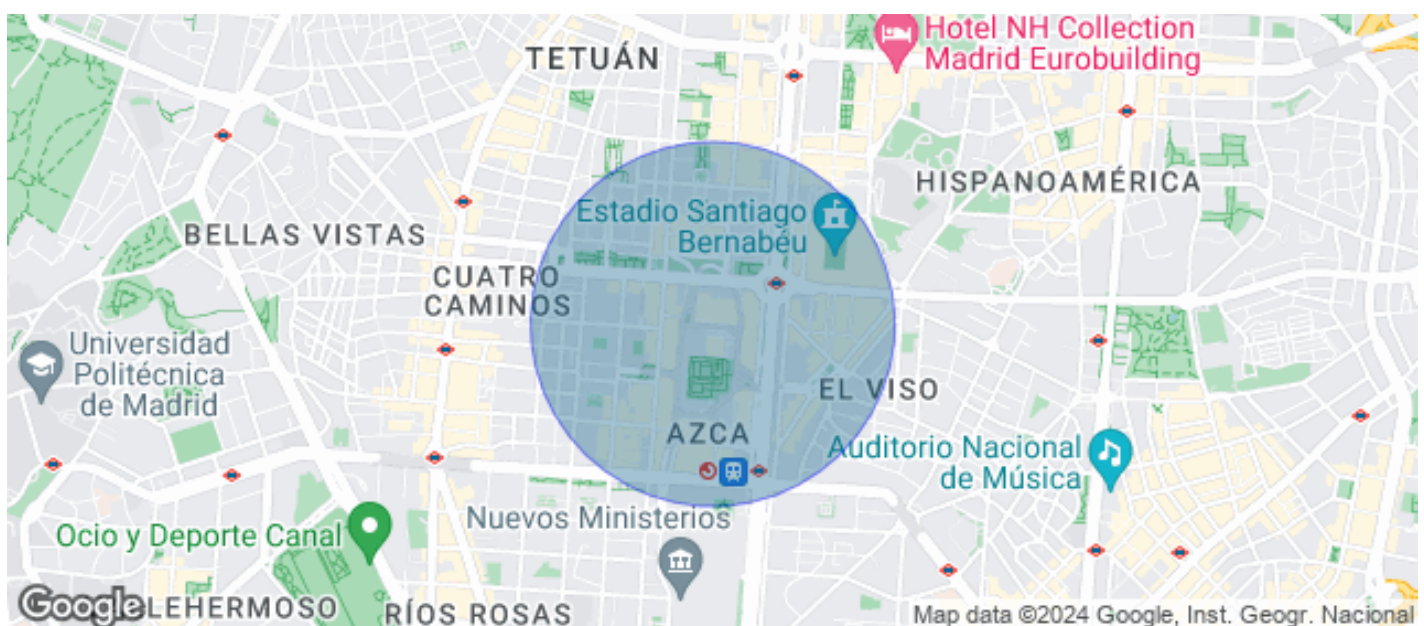 Hotel NH Collection
Madrid Eurobuilding
TETUÁN
HISPANOAMÉRICA
Estadio Santiago
Bernabéu
BELLAS VISTAS
CUATRO
CAMINOS
Universidad
Politécnica
de Madrid
EL VISO
AZCA
Auditorio Nacional
de Música
Nuevos Ministerios
Ocio y Deporte Canal
Google
LEHERMOSO
RÍOS ROSAS
Map data ©2024 Google, Inst. Geogr. Nacional